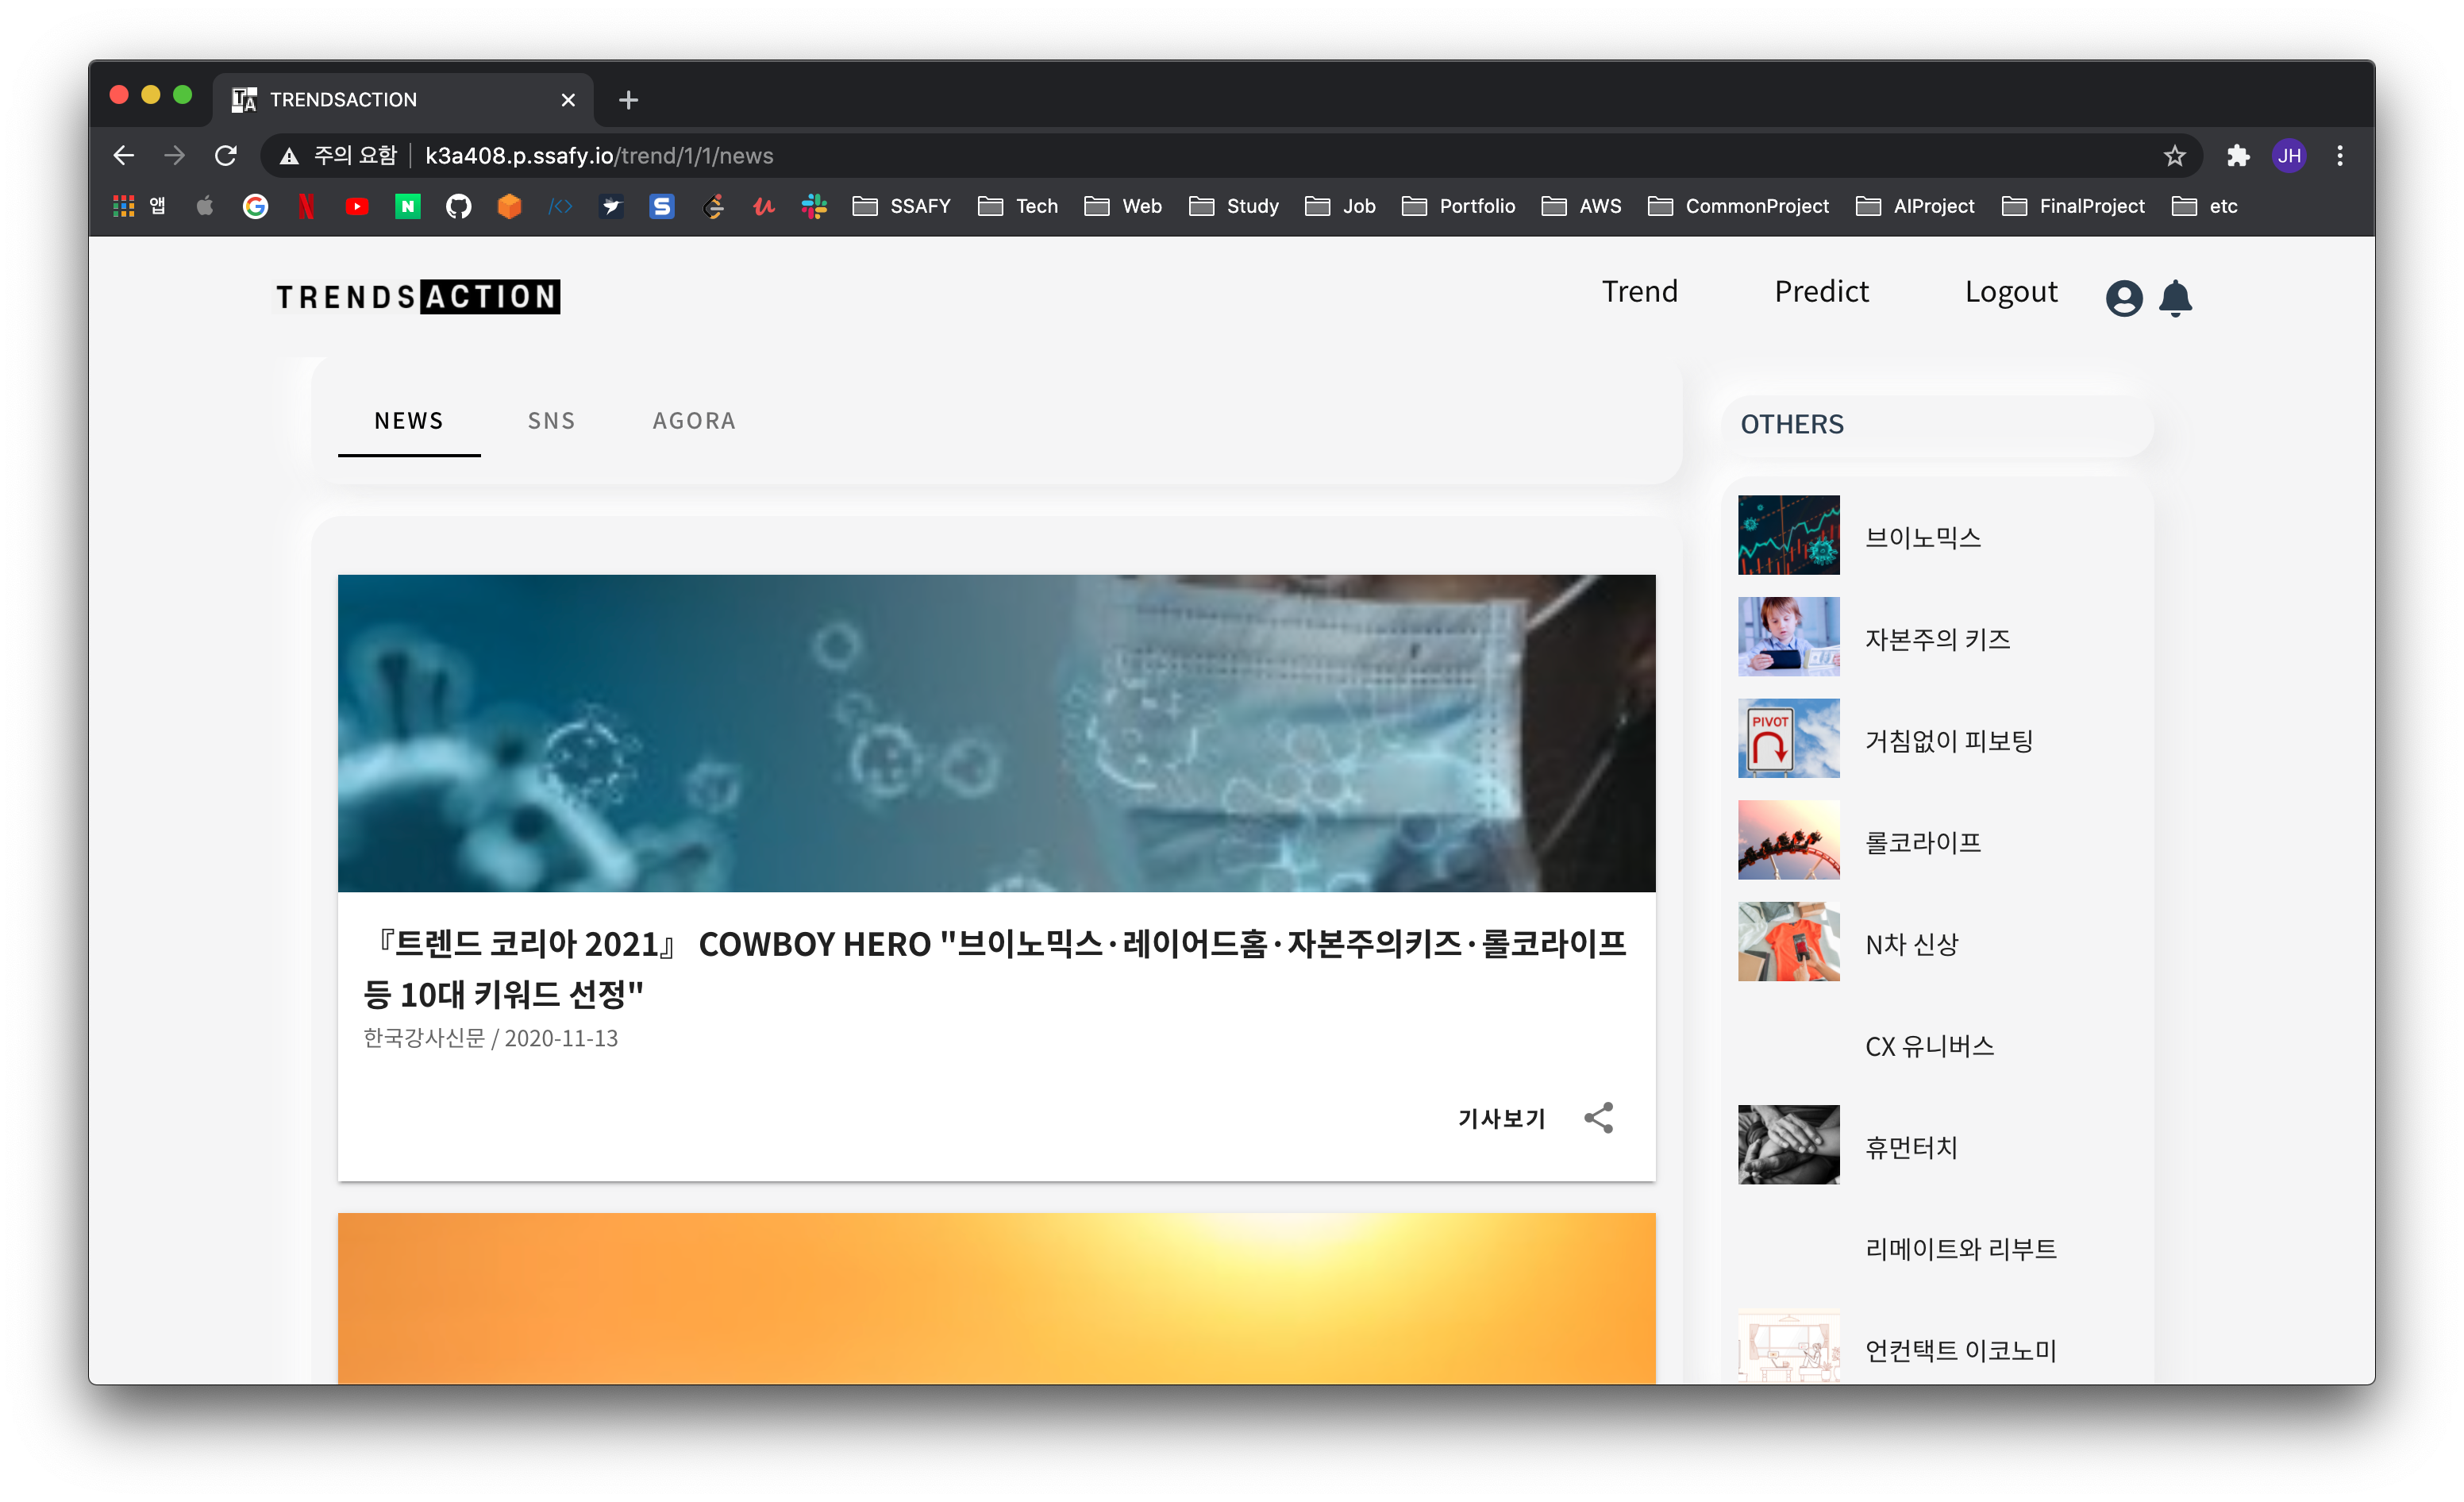 TRENDSACTION
주의 요함 k3a408.p.ssafy.io/trend/1/1/news
JH
앱 SSAFY Tech Web Study Job Portfolio AWS CommonProject AIProject FinalProject etc
TRENDSACTION
Trend Predict Logout
NEWS SNS AGORA
『트렌드 코리아 2021』 COWBOY HERO "브이노믹스·레이어드홈·자본주의키즈·롤코라이프
등 10대 키워드 선정"
한국강사신문 / 2020-11-13
기사보기
OTHERS
브이노믹스
자본주의 키즈
PIVOT
거침없이 피보팅
롤코라이프
N차 신상
CX 유니버스
휴먼터치
리메이트와 리부트
언컨택트 이코노미